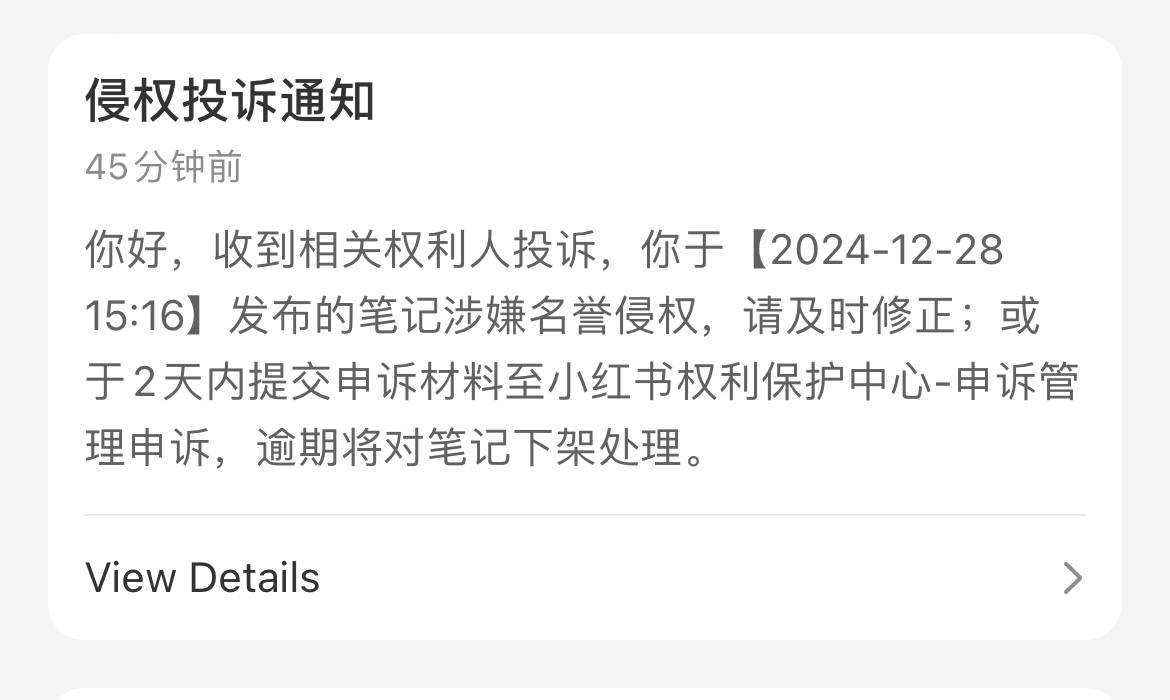 侵权投诉通知
45分钟前
你好，收到相关权利人投诉，你于【2024-12-28
15:16】发布的笔记涉嫌名誉侵权，请及时修正；或
于2天内提交申诉材料至小红书权利保护中心-申诉管
理申诉，逾期将对笔记下架处理。
View Details